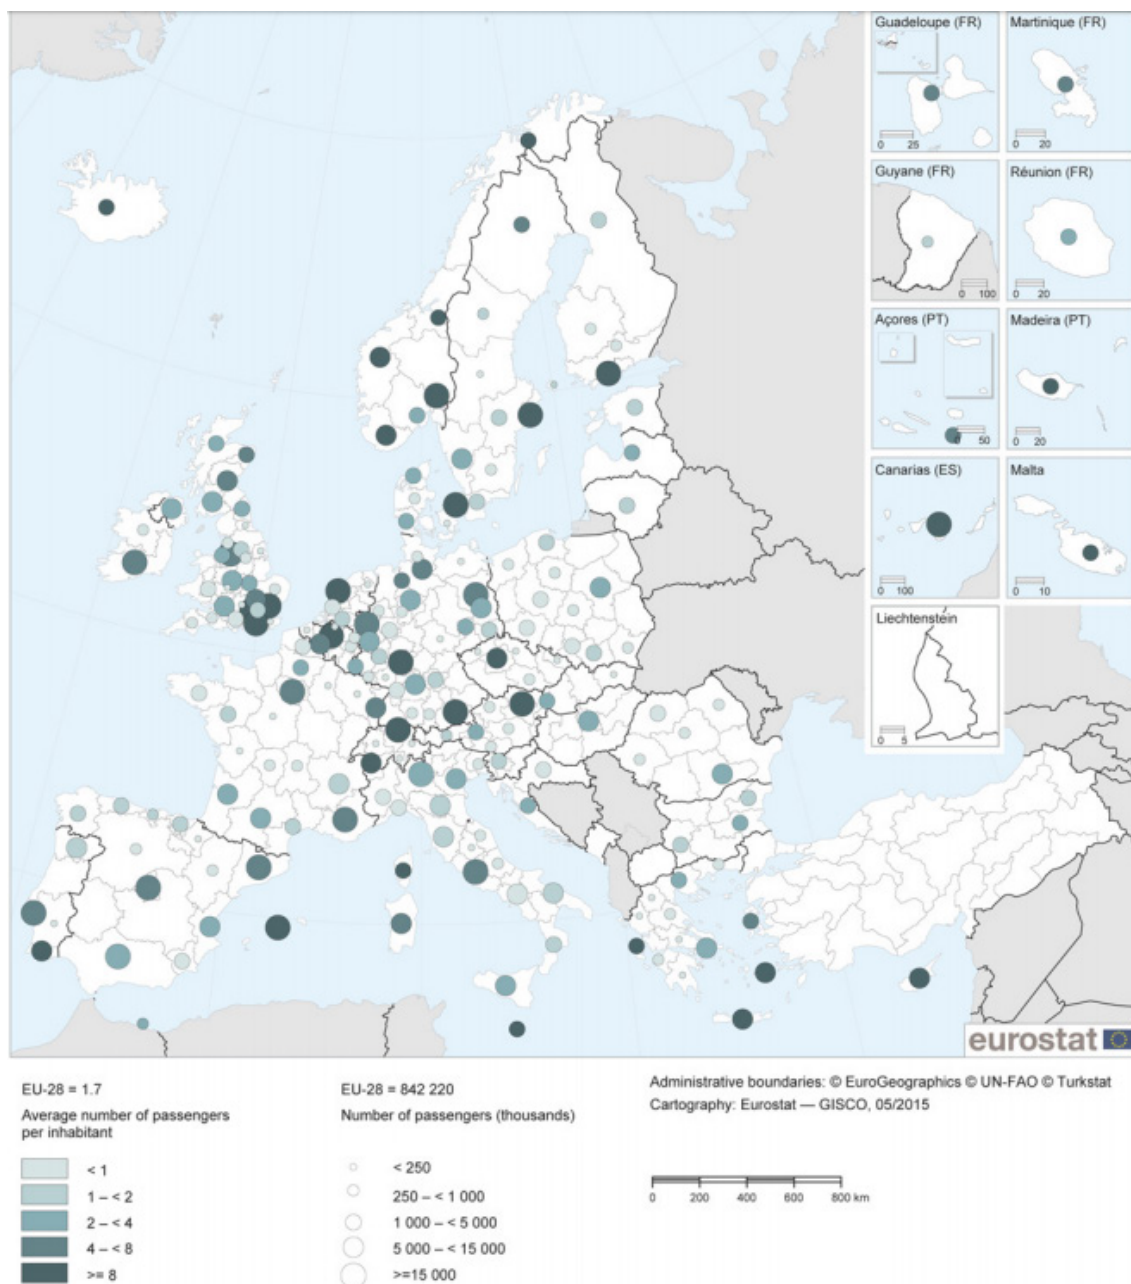 Guadeloupe (FR)
0 25
Martinique (FR)
0 20
Guyane (FR)
0 100
Réunion (FR)
0 20
Açores (PT)
0 50
Madeira (PT)
0 20
Canarias (ES)
0 100
Malta
0 10
Liechtenstein
0 5
eurostat
EU-28 = 1.7
Average number of passengers
per inhabitant
< 1
1 – < 2
2 – < 4
4 – < 8
>= 8
EU-28 = 842 220
Number of passengers (thousands)
< 250
250 – < 1 000
1 000 – < 5 000
5 000 – < 15 000
>=15 000
Administrative boundaries: © EuroGeographics © UN-FAO © Turkstat
Cartography: Eurostat — GISCO, 05/2015
0 200 400 600 800 km